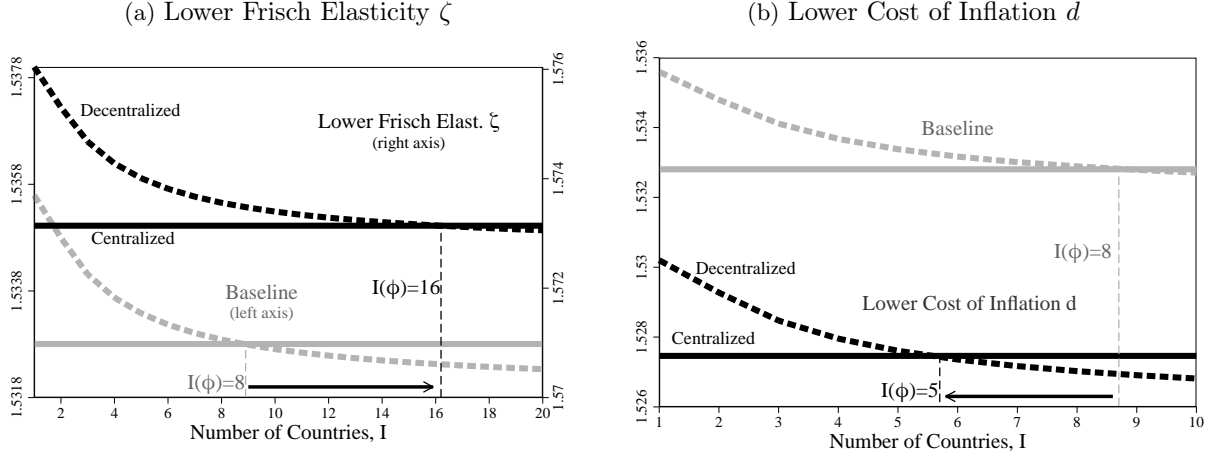 (a) Lower Frisch Elasticity ζ
1.5378
1.5358
1.5338
1.5318
1.576
1.574
1.572
1.57
Decentralized
Lower Frisch Elast. ζ
(right axis)
Centralized
I(ϕ)=16
Baseline
(left axis)
I(ϕ)=8
2 4 6 8 10 12 14 16 18 20
Number of Countries, I
(b) Lower Cost of Inflation d
1.536
1.534
1.532
1.53
1.528
1.526
Baseline
I(ϕ)=8
Decentralized
Lower Cost of Inflation d
Centralized
I(ϕ)=5
1 2 3 4 5 6 7 8 9 10
Number of Countries, I